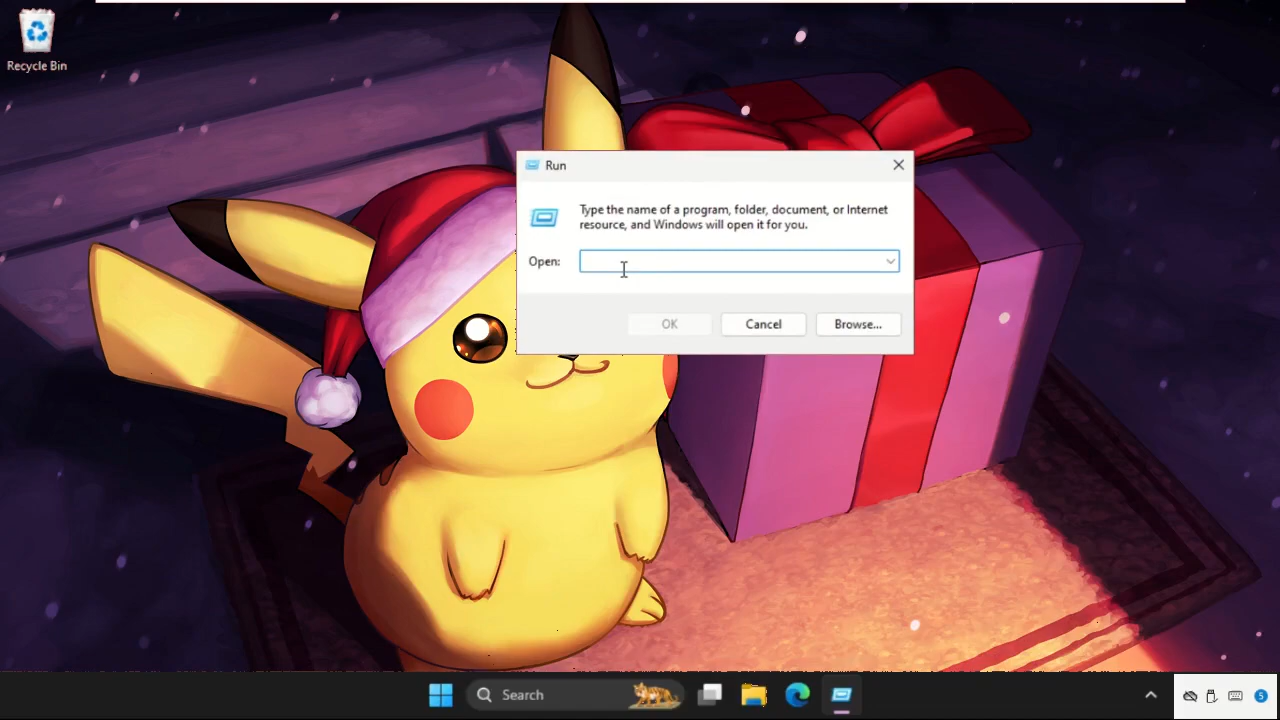 Recycle Bin
Run
Type the name of a program, folder, document, or Internet
resource, and Windows will open it for you.
Open:
OK
Cancel
Browse...
Search
5